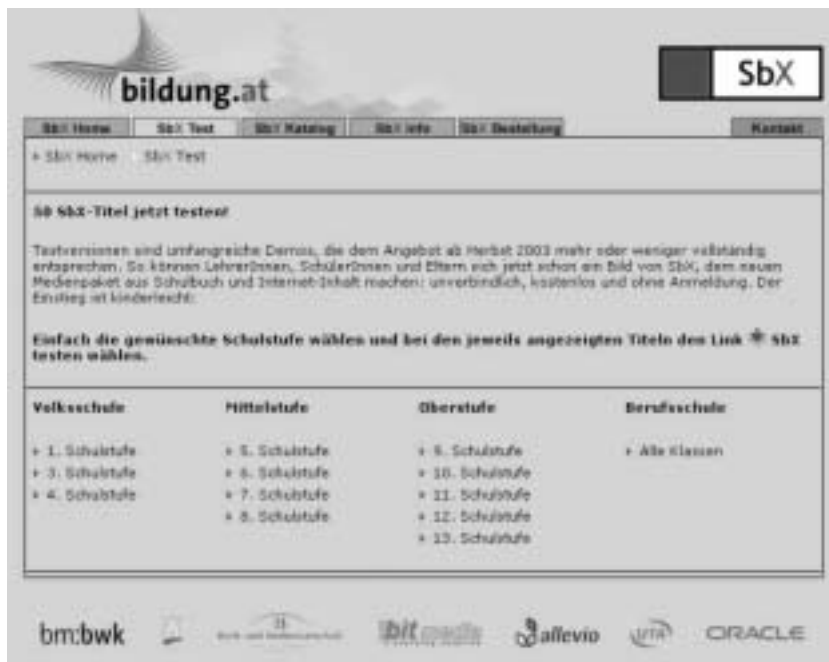 bildung.at
SbX
SbX Home SbX Test SbX Katalog SbX Info SbX Bestellung Kontakt
SbX Home SbX Test
50 SbX-Titel jetzt testen!
Testversionen sind umfangreiche Demos, die dem Angebot ab Herbst 2003 mehr oder weniger vollständig
entsprechen. So können LehrerInnen, SchülerInnen und Eltern sich jetzt schon ein Bild von SbX, dem neuen
Medienpaket aus Schulbuch und Internet-Inhalt machen: unverbindlich, kostenlos und ohne Anmeldung. Der
Einstieg ist kinderleicht:
Einfach die gewünschte Schulstufe wählen und bei den jeweils angezeigten Titeln den Link SbX
testen wählen.
Volksschule
1. Schulstufe
3. Schulstufe
4. Schulstufe
Mittelstufe
5. Schulstufe
6. Schulstufe
7. Schulstufe
8. Schulstufe
Oberstufe
9. Schulstufe
10. Schulstufe
11. Schulstufe
12. Schulstufe
13. Schulstufe
Berufsschule
Alle Klassen
bm:bwk
bit media
allevio
UTA
ORACLE